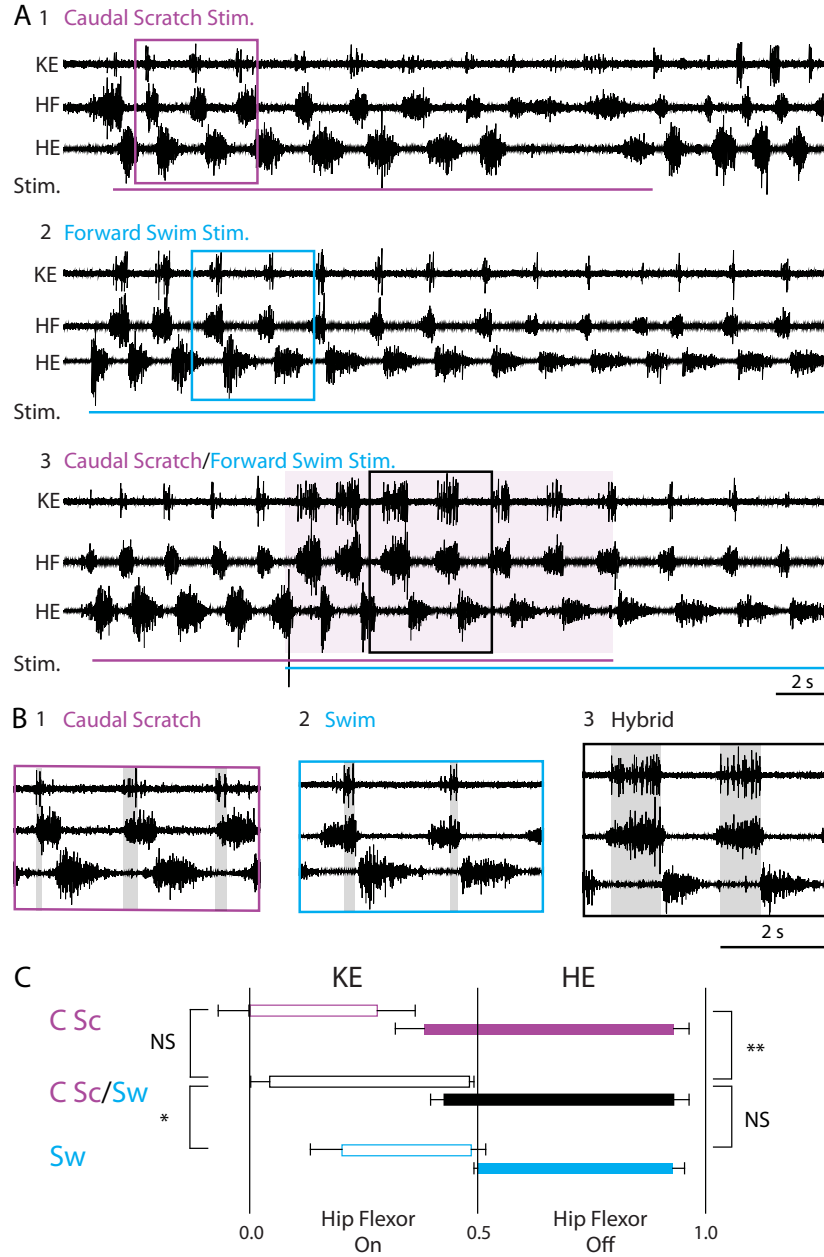 A 1 Caudal Scratch Stim.
KE
HF
HE
Stim.
2 Forward Swim Stim.
KE
HF
HE
Stim.
3 Caudal Scratch/Forward Swim Stim.
KE
HF
HE
Stim.
2 s
B 1 Caudal Scratch 2 Swim 3 Hybrid
2 s
C KE HE
C Sc
NS **
C Sc/Sw
* NS
Sw
0.0 Hip Flexor 0.5 Hip Flexor 1.0
On Off